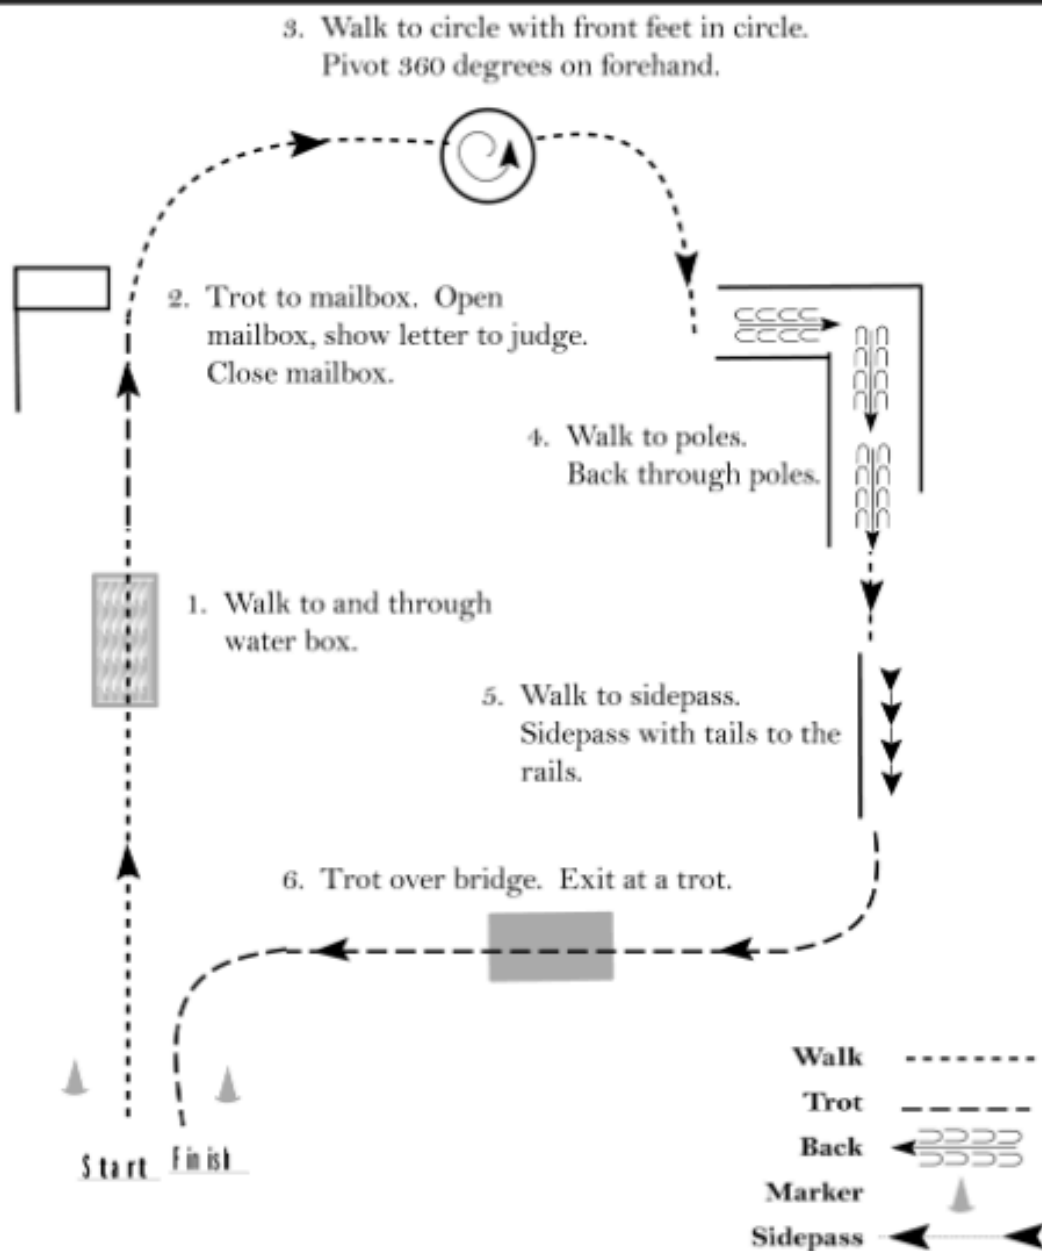 3. Walk to circle with front feet in circle.
Pivot 360 degrees on forehand.
2. Trot to mailbox. Open
mailbox, show letter to judge.
Close mailbox.
4. Walk to poles.
Back through poles.
1. Walk to and through
water box.
5. Walk to sidepass.
Sidepass with tails to the
rails.
6. Trot over bridge. Exit at a trot.
Start
Finish
Walk
Trot
Back
Marker
Sidepass